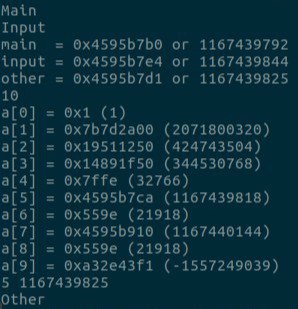 Main
Input
main  = 0x4595b7b0 or 1167439792
input = 0x4595b7e4 or 1167439844
other = 0x4595b7d1 or 1167439825
10
a[0] = 0x1 (1)
a[1] = 0x7b7d2a00 (2071800320)
a[2] = 0x19511250 (424743504)
a[3] = 0x14891f50 (344530768)
a[4] = 0x7ffe (32766)
a[5] = 0x4595b7ca (1167439818)
a[6] = 0x559e (21918)
a[7] = 0x4595b910 (1167440144)
a[8] = 0x559e (21918)
a[9] = 0xa32e43f1 (-1557249039)
5 1167439825
Other